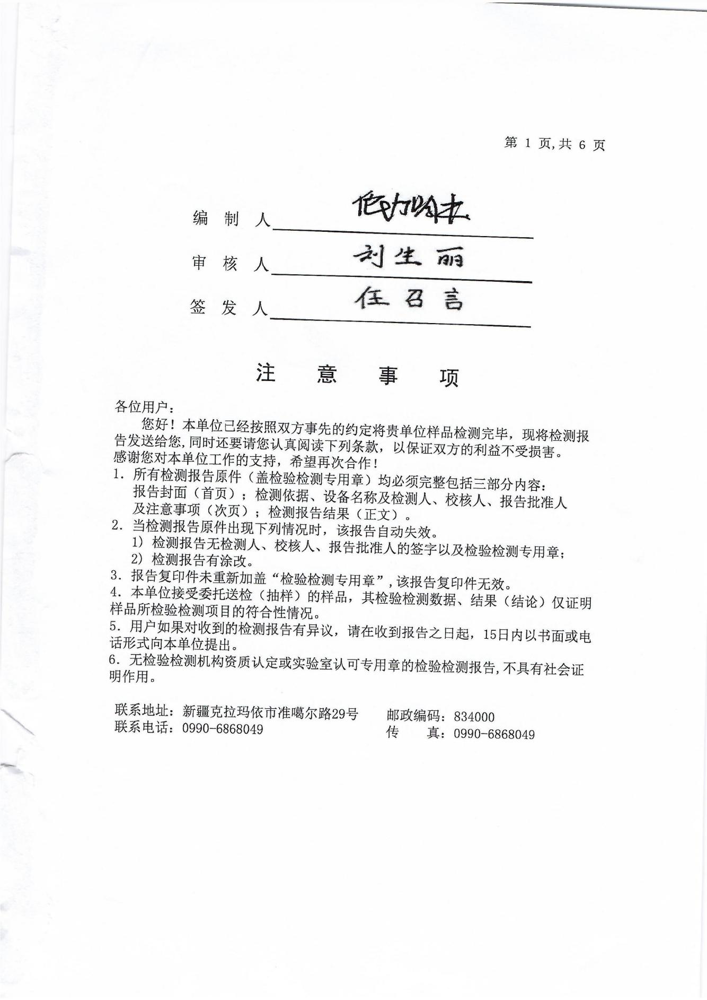 第 1 页,共 6 页
编 制 人
审 核 人 刘生丽
签 发 人 任召言
注 意 事 项
各位用户：
您好！本单位已经按照双方事先的约定将贵单位样品检测完毕，现将检测报
告发送给您,同时还要请您认真阅读下列条款，以保证双方的利益不受损害。
感谢您对本单位工作的支持，希望再次合作！
1. 所有检测报告原件（盖检验检测专用章）均必须完整包括三部分内容：
报告封面（首页）；检测依据、设备名称及检测人、校核人、报告批准人
及注意事项（次页）；检测报告结果（正文）。
2. 当检测报告原件出现下列情况时，该报告自动失效。
1）检测报告无检测人、校核人、报告批准人的签字以及检验检测专用章；
2）检测报告有涂改。
3. 报告复印件未重新加盖“检验检测专用章”,该报告复印件无效。
4. 本单位接受委托送检（抽样）的样品，其检验检测数据、结果（结论）仅证明
样品所检验检测项目的符合性情况。
5. 用户如果对收到的检测报告有异议，请在收到报告之日起，15日内以书面或电
话形式向本单位提出。
6. 无检验检测机构资质认定或实验室认可专用章的检验检测报告,不具有社会证
明作用。
联系地址：新疆克拉玛依市准噶尔路29号 邮政编码：834000
联系电话：0990-6868049 传 真：0990-6868049